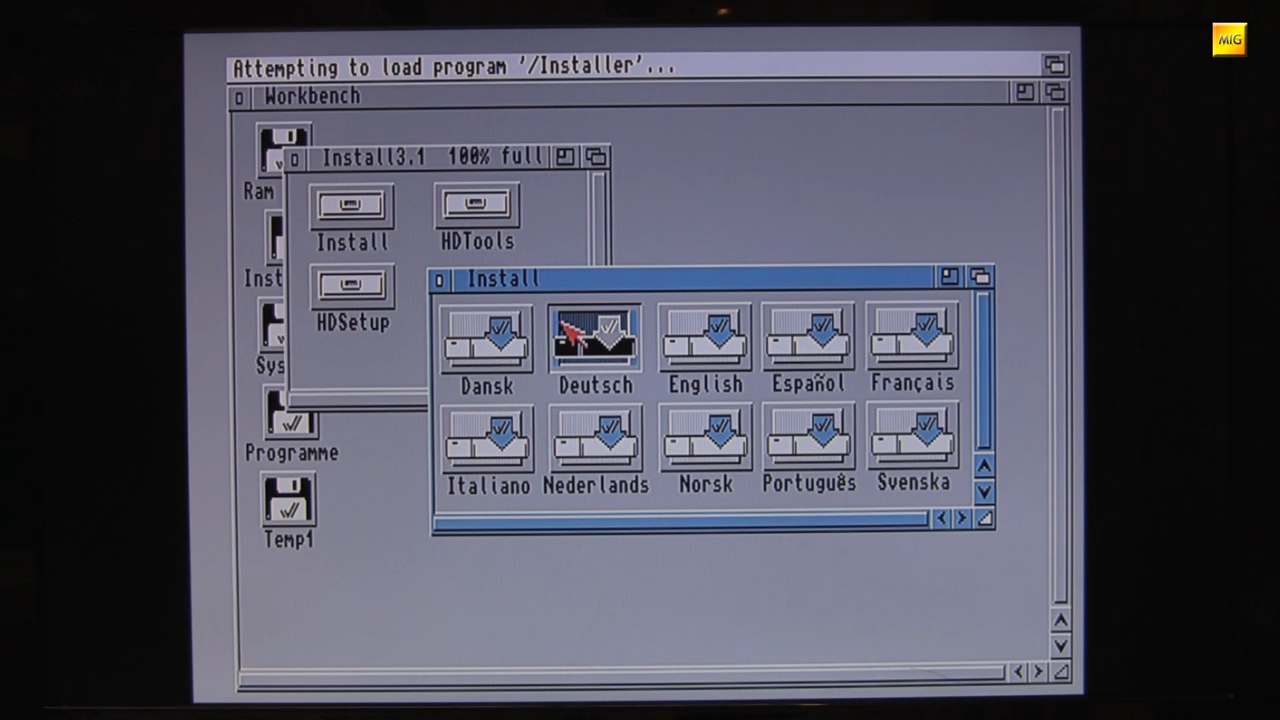 MIG
Attempting to load program '/Installer'...
Workbench
Ram
Install3.1 100% full
Install
HDTools
Inst
HDSetup
Sys
Programme
Temp1
Install
Dansk
Deutsch
English
Español
Français
Italiano
Nederlands
Norsk
Português
Svenska